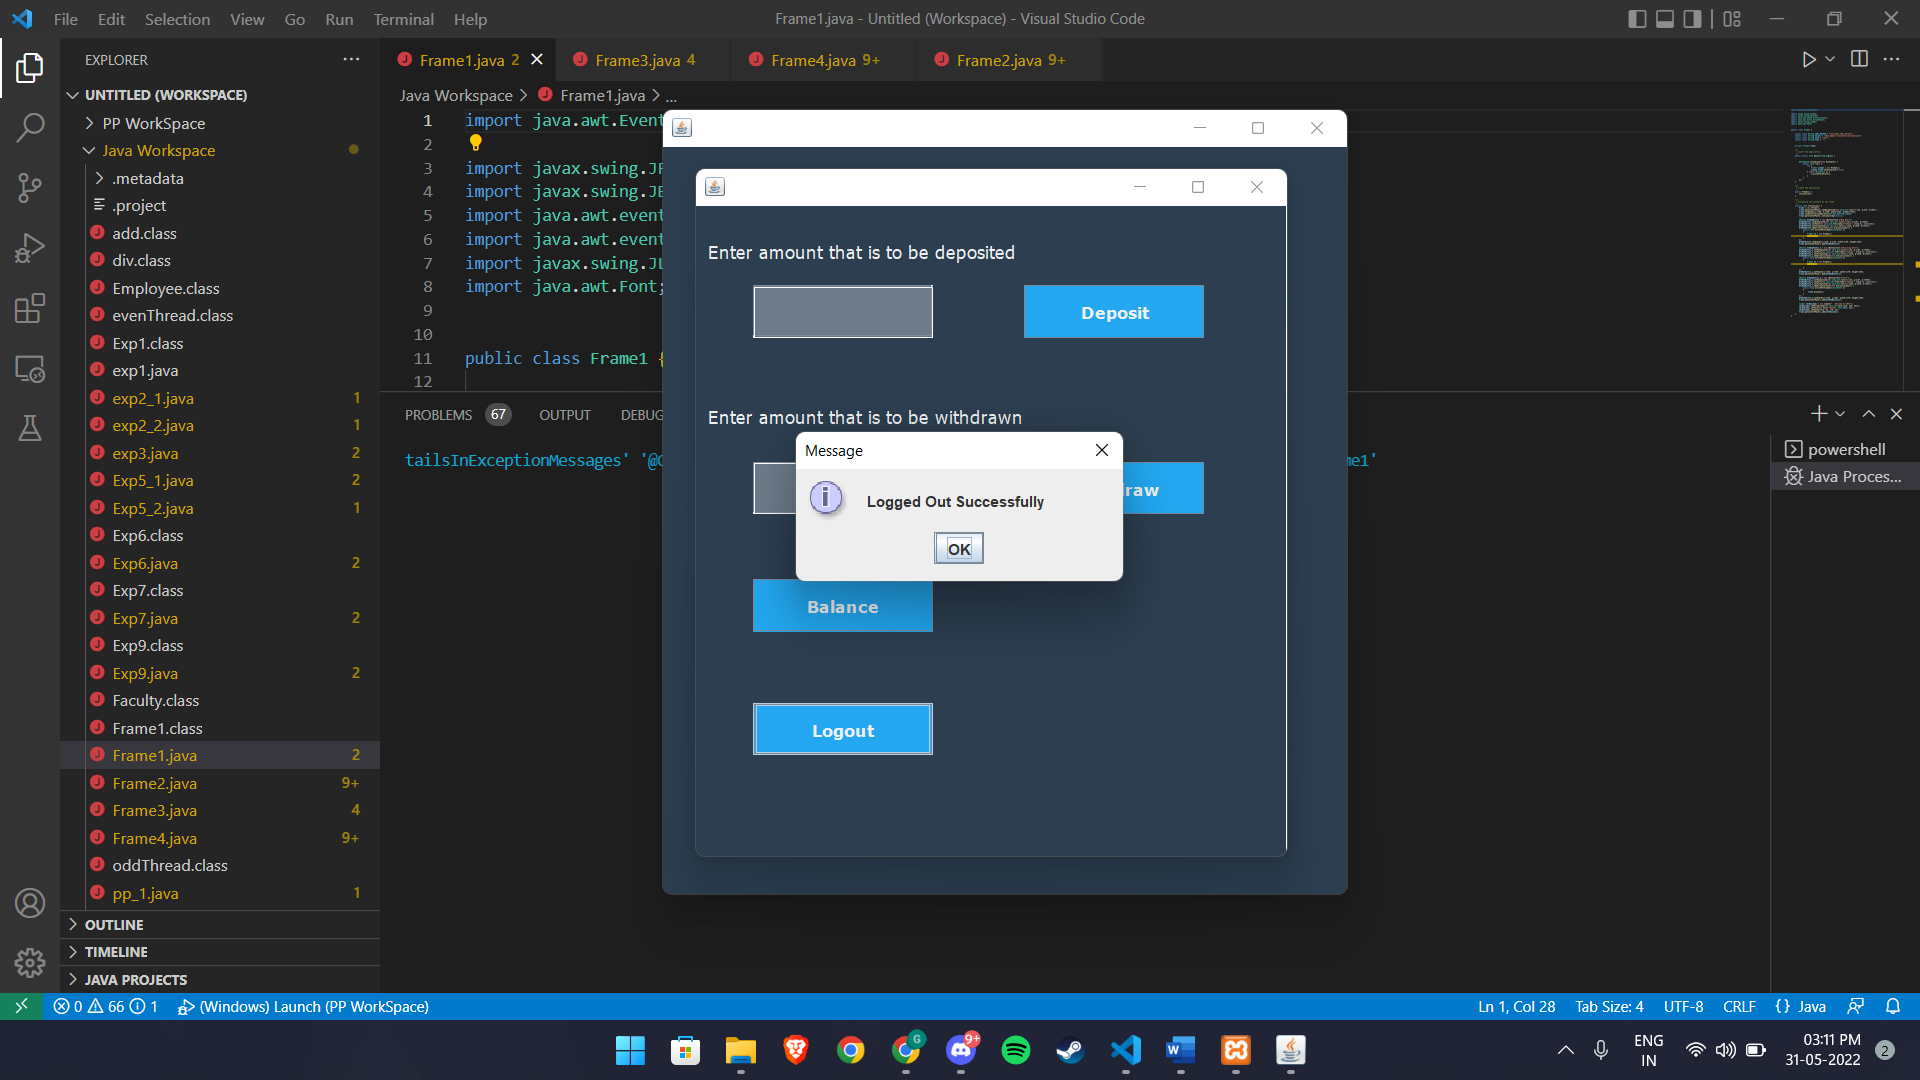 File Edit Selection View Go Run Terminal Help
Frame1.java - Untitled (Workspace) - Visual Studio Code
EXPLORER
UNTITLED (WORKSPACE)
PP WorkSpace
Java Workspace
.metadata
.project
add.class
div.class
Employee.class
evenThread.class
Exp1.class
exp1.java
exp2_1.java 1
exp2_2.java 1
exp3.java 2
Exp5_1.java 2
Exp5_2.java 1
Exp6.class
Exp6.java 2
Exp7.class
Exp7.java 2
Exp9.class
Exp9.java 2
Faculty.class
Frame1.class
Frame1.java 2
Frame2.java 9+
Frame3.java 4
Frame4.java 9+
oddThread.class
pp_1.java 1
OUTLINE
TIMELINE
JAVA PROJECTS
Frame1.java 2 Frame3.java 4 Frame4.java 9+ Frame2.java 9+
Java Workspace > Frame1.java > ...
1 import java.awt.Event
2
3 import javax.swing.JF
4 import javax.swing.JB
5 import java.awt.event
6 import java.awt.event
7 import javax.swing.JL
8 import java.awt.Font;
9
10
11 public class Frame1 {
12
PROBLEMS 67 OUTPUT DEBUG
tailsInExceptionMessages' '@C
me1'
powershell
Java Proces...
Enter amount that is to be deposited
Deposit
Enter amount that is to be withdrawn
raw
Message
Logged Out Successfully
OK
Balance
Logout
0 66 1 (Windows) Launch (PP WorkSpace)
Ln 1, Col 28 Tab Size: 4 UTF-8 CRLF {} Java
G
9+
ENG
IN
03:11 PM
31-05-2022
2